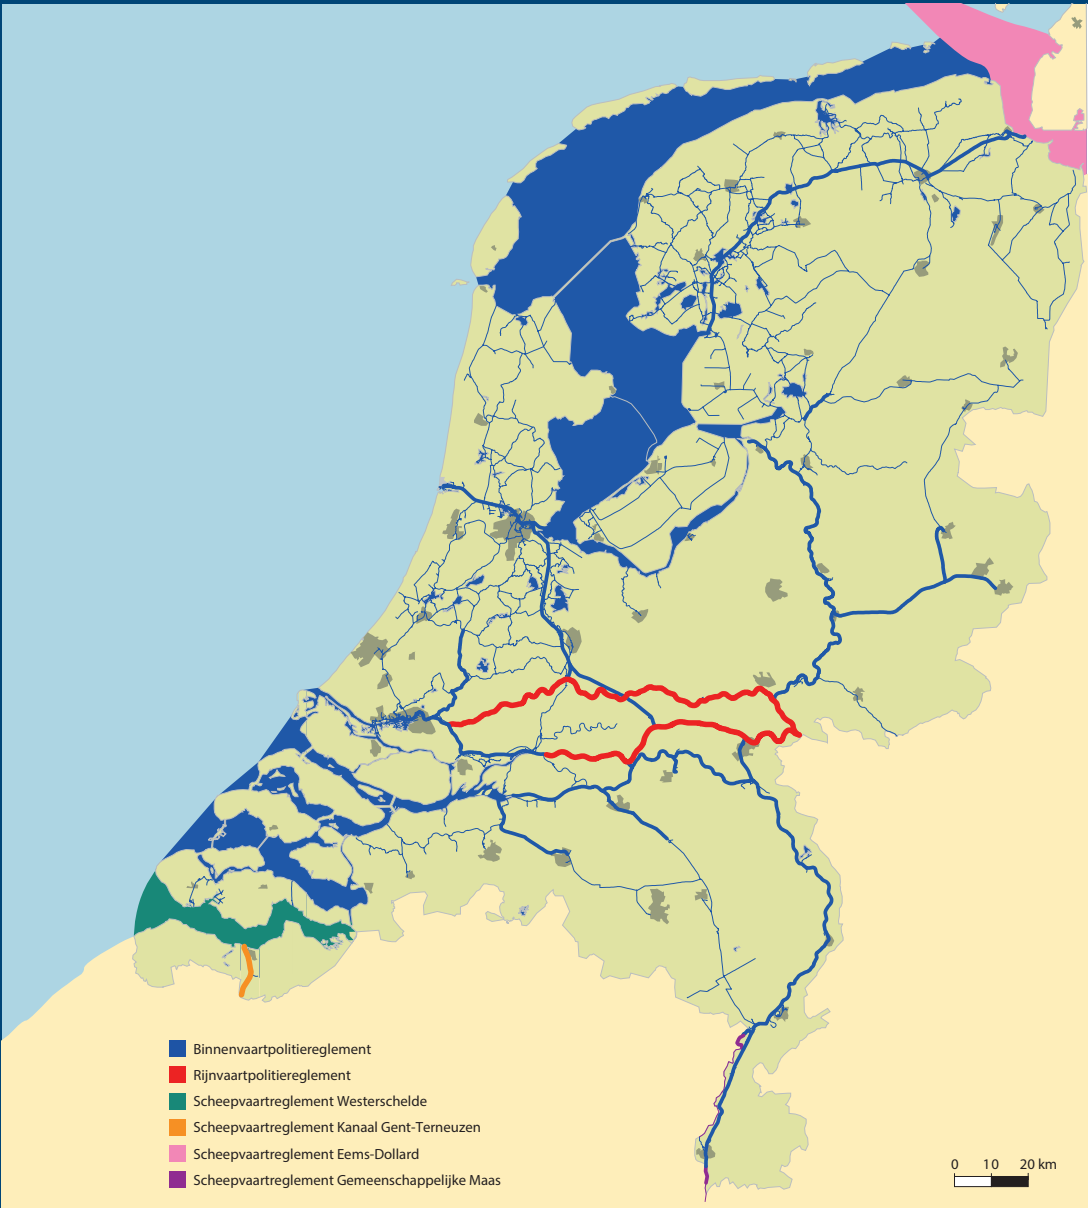 Binnenvaartpolitiereglement
Rijnvaartpolitiereglement
Scheepvaartreglement Westerschelde
Scheepvaartreglement Kanaal Gent-Terneuzen
Scheepvaartreglement Eems-Dollard
Scheepvaartreglement Gemeenschappelijke Maas
0 10 20 km